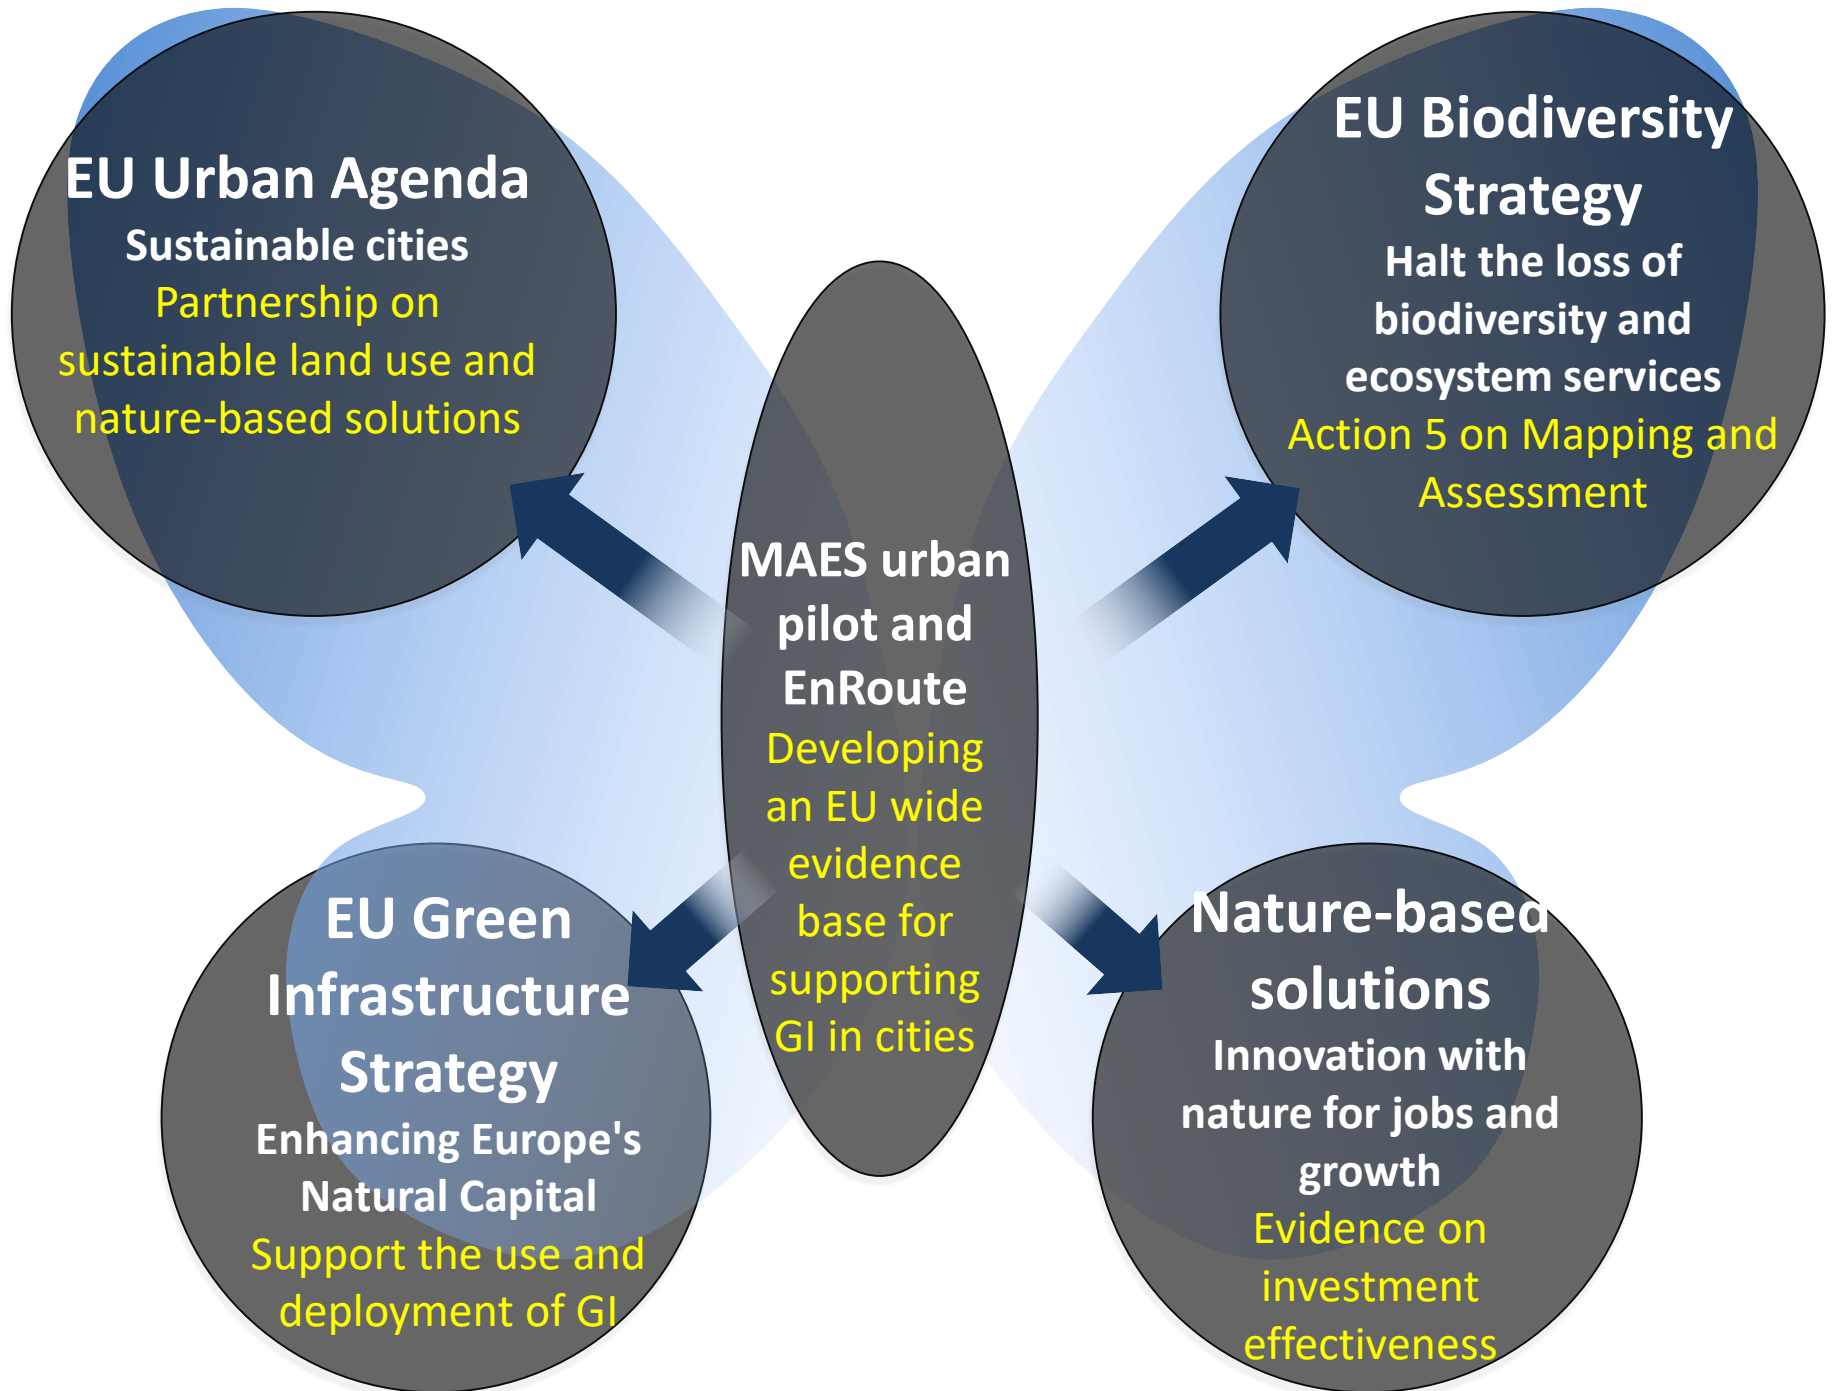 EU Urban Agenda
Sustainable cities
Partnership on
sustainable land use and
nature-based solutions
EU Biodiversity
Strategy
Halt the loss of
biodiversity and
ecosystem services
Action 5 on Mapping and
Assessment
MAES urban
pilot and
EnRoute
Developing
an EU wide
evidence
base for
supporting
GI in cities
EU Green
Infrastructure
Strategy
Enhancing Europe's
Natural Capital
Support the use and
deployment of GI
Nature-based
solutions
Innovation with
nature for jobs and
growth
Evidence on
investment
effectiveness